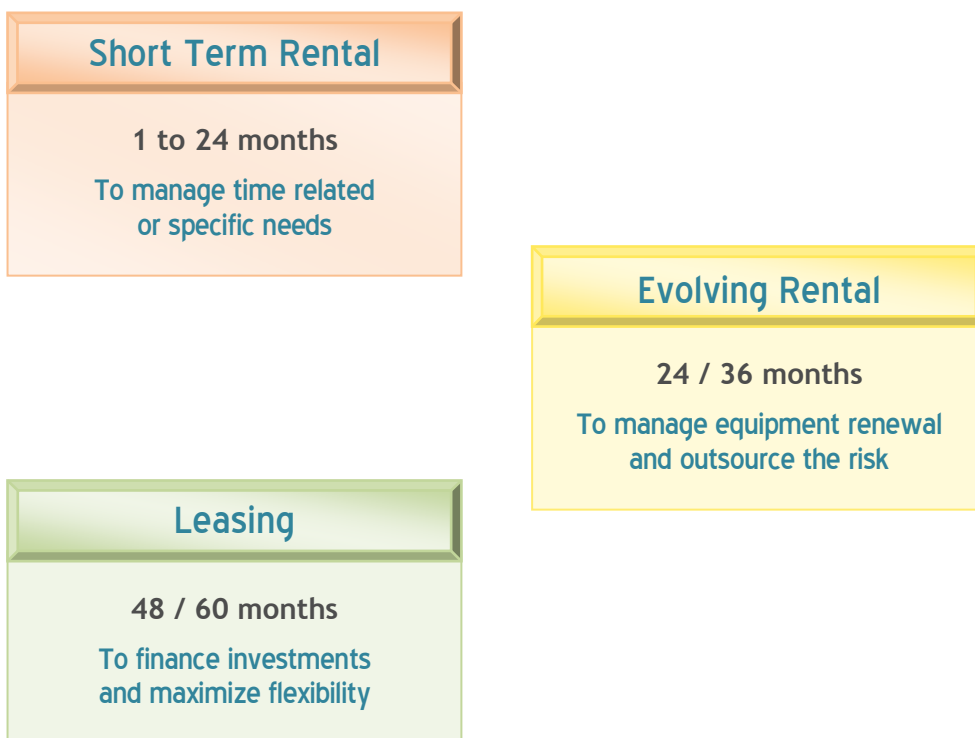 Short Term Rental
1 to 24 months
To manage time related
or specific needs
Evolving Rental
24 / 36 months
To manage equipment renewal
and outsource the risk
Leasing
48 / 60 months
To finance investments
and maximize flexibility